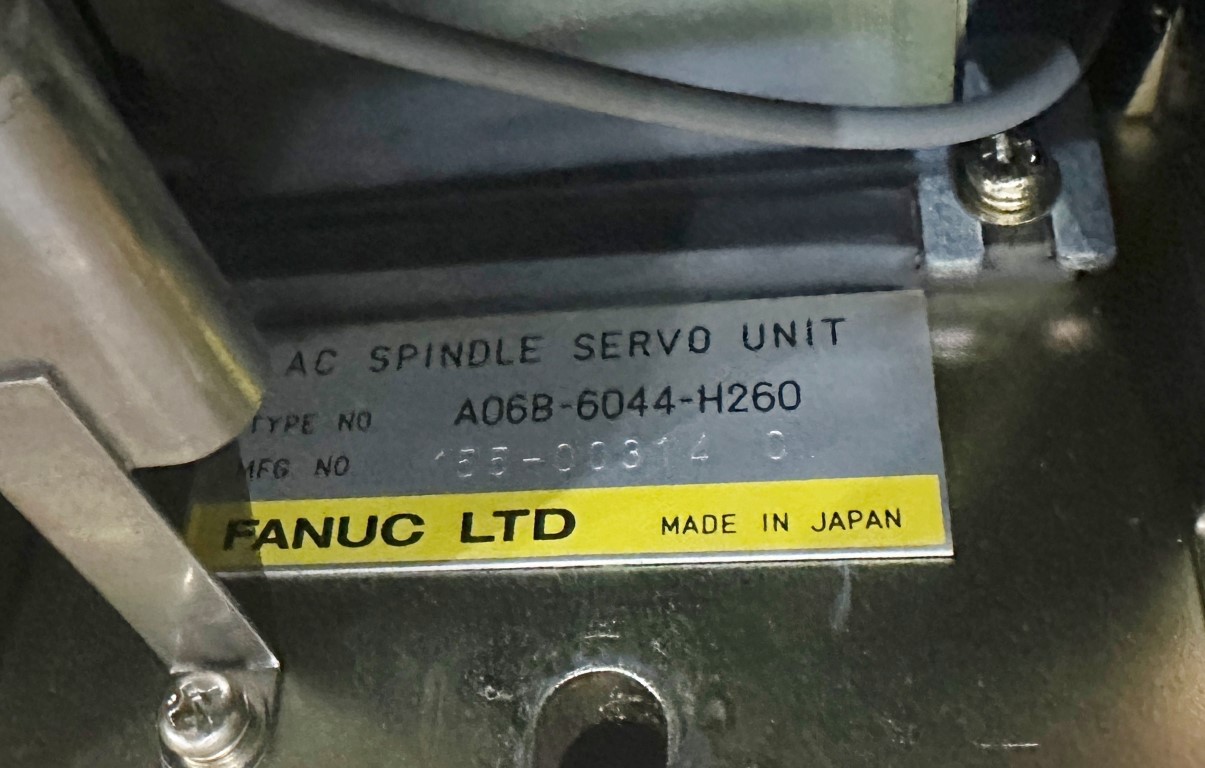 AC SPINDLE SERVO UNIT
TYPE NO A06B-6044-H260
MFG NO
FANUC LTD MADE IN JAPAN